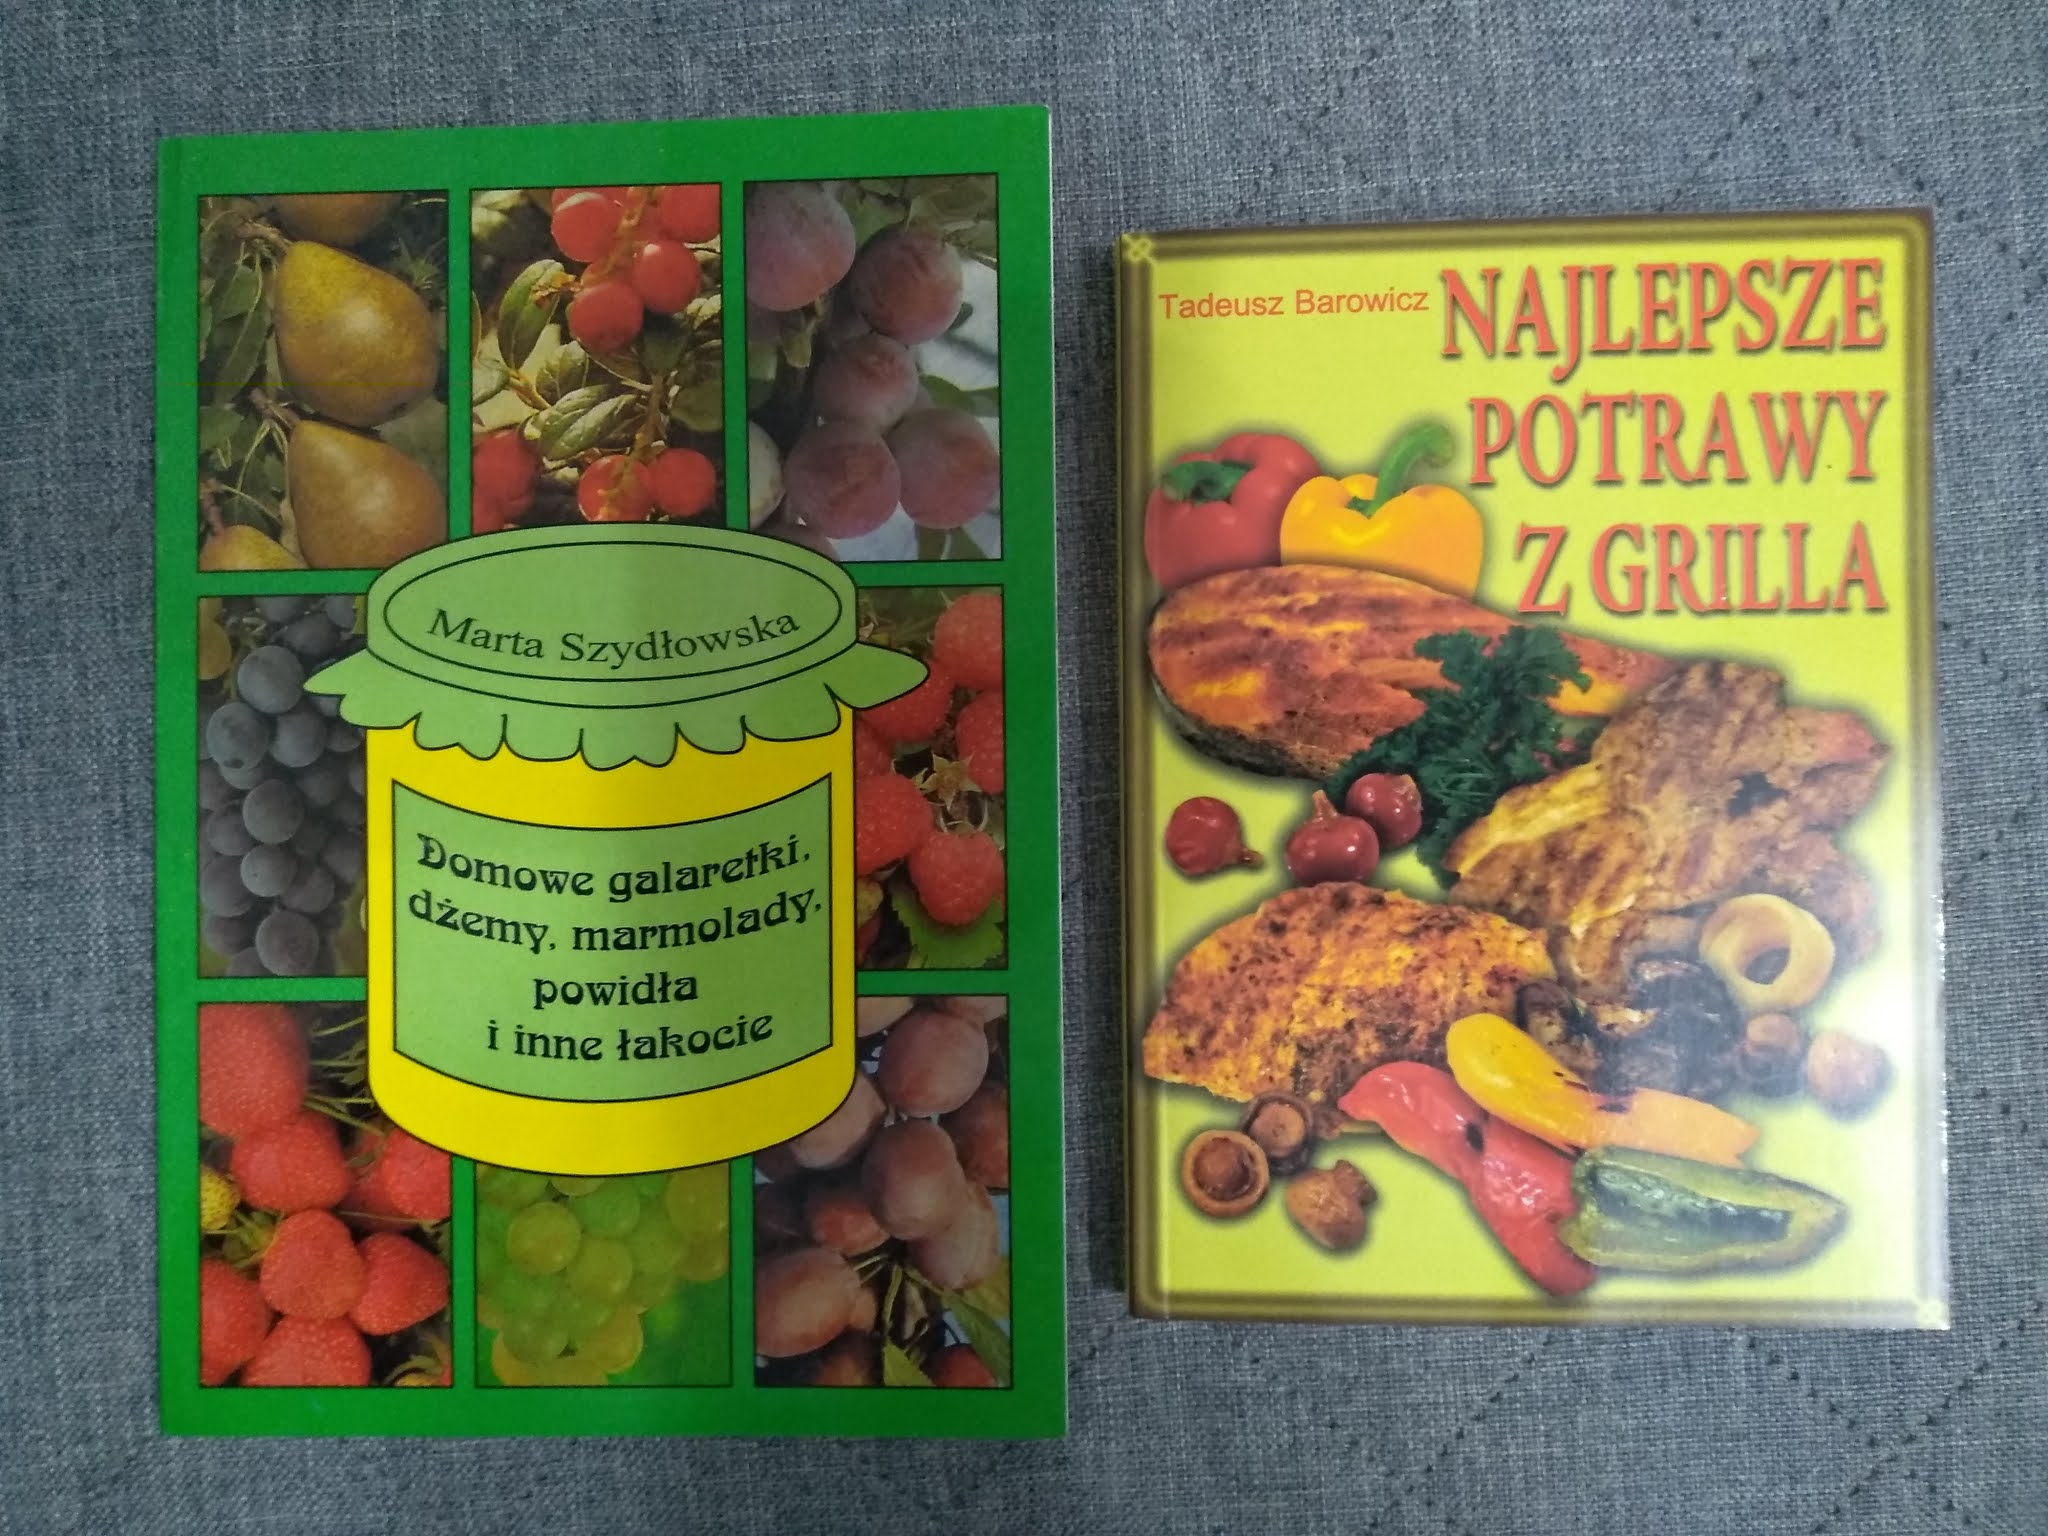 Marta Szydłowska
Domowe galaretki,
dżemy, marmolady,
powidła
i inne łakocie
Tadeusz Barowicz
NAJLEPSZE
POTRAWY
Z GRILLA